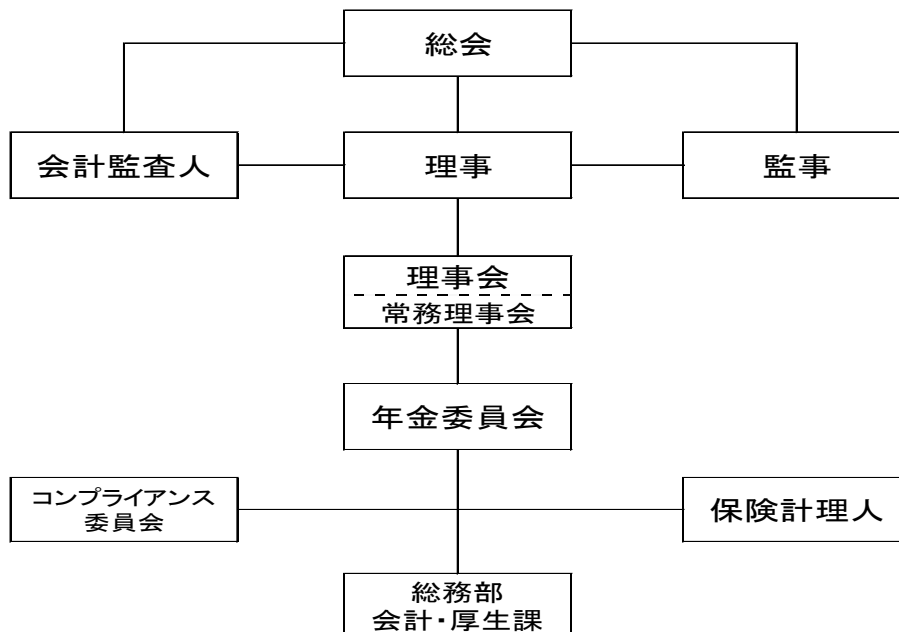 総会
会計監査人
理事
監事
理事会
常務理事会
年金委員会
コンプライアンス
委員会
保険計理人
総務部
会計・厚生課